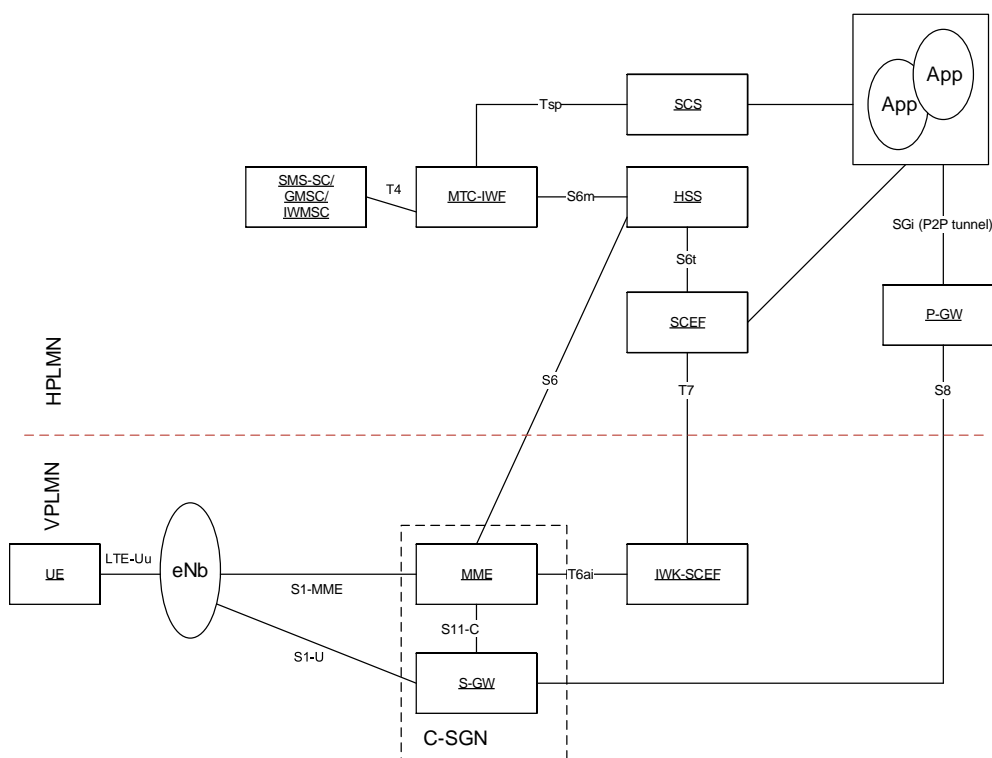 App
App
Tsp
SCS
SMS-SC/
GMSC/
IWMSC
T4
MTC-IWF
S6m
HSS
SGi (P2P tunnel)
S6t
SCEF
P-GW
HPLMN
S6
T7
S8
VPLMN
UE
LTE-Uu
eNb
S1-MME
MME
T6ai
IWK-SCEF
S11-C
S1-U
S-GW
C-SGN